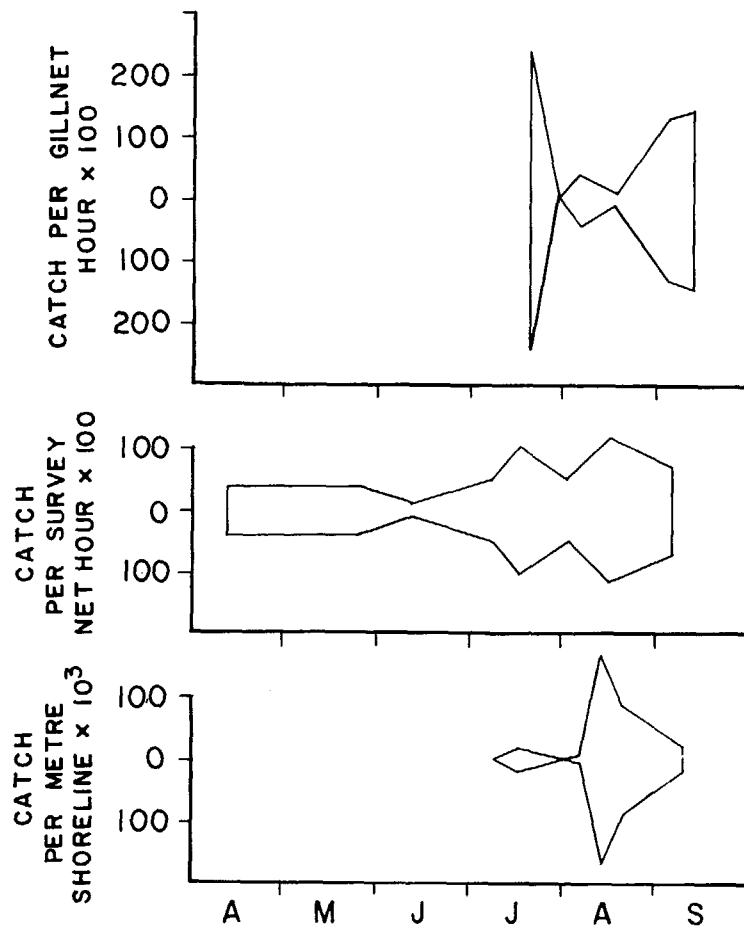 CATCH PER GILLNET
HOUR × 100
200
100
0
100
200
CATCH
PER SURVEY
NET HOUR × 100
100
0
100
CATCH
PER METRE
SHORELINE × 10³
100
0
100
A M J J A S